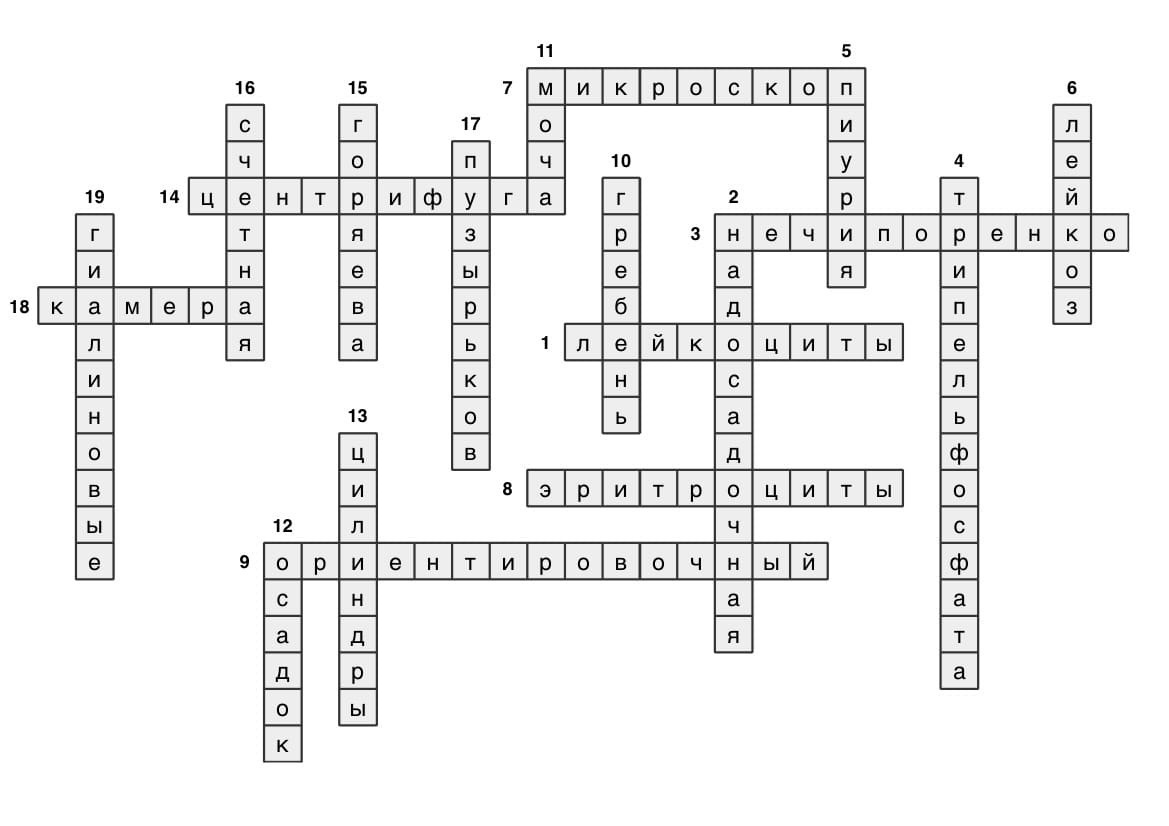 11 моча
5 пиурия
7 микроскоп
16 счетная
15 горяева
6 лейкоз
17 пузырьков
10 гребень
4 трипельфосфата
14 центрифуга
19 гиалиновые
2 надосадочная
3 нечипоренко
18 камера
1 лейкоциты
13 цилиндры
8 эритроциты
12 осадок
9 ориентировочный